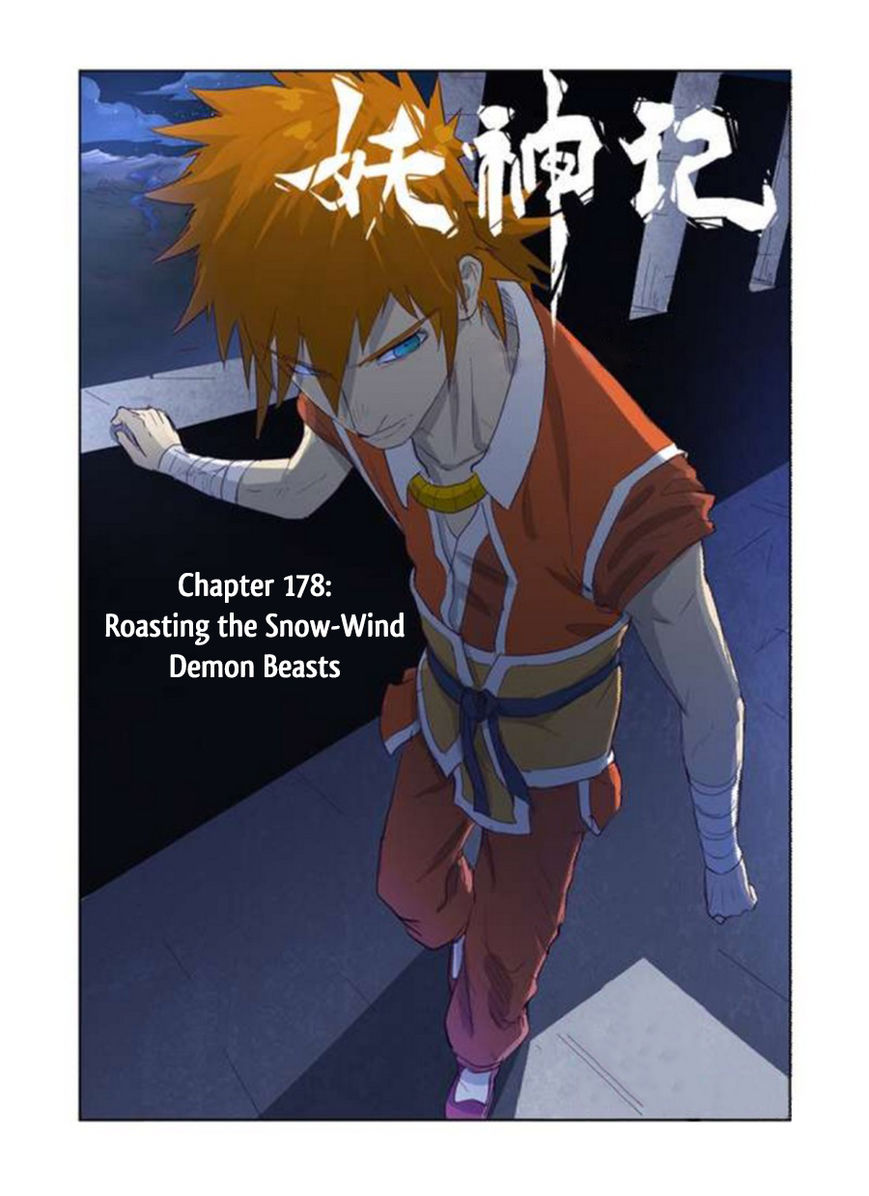 妖神记
Chapter 178:
Roasting the Snow-Wind
Demon Beasts